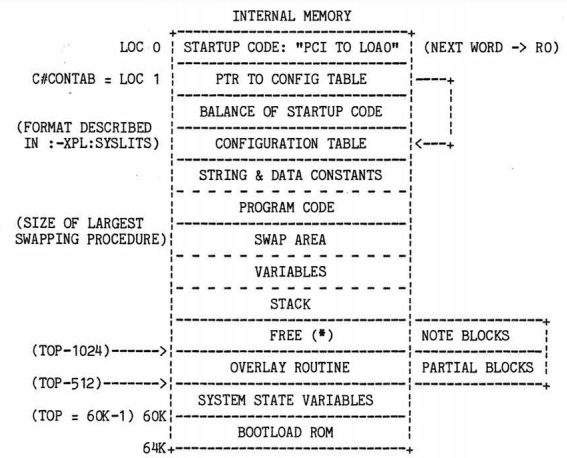 INTERNAL MEMORY
LOC 0 STARTUP CODE: "PCI TO LOA0" (NEXT WORD -> R0)
C#CONTAB = LOC 1 PTR TO CONFIG TABLE
BALANCE OF STARTUP CODE
(FORMAT DESCRIBED
IN :-XPL:SYSLITS) CONFIGURATION TABLE
STRING & DATA CONSTANTS
PROGRAM CODE
(SIZE OF LARGEST
SWAPPING PROCEDURE) SWAP AREA
VARIABLES
STACK
FREE (*) NOTE BLOCKS
(TOP-1024)------>
OVERLAY ROUTINE PARTIAL BLOCKS
(TOP-512)------->
SYSTEM STATE VARIABLES
(TOP = 60K-1) 60K
BOOTLOAD ROM
64K